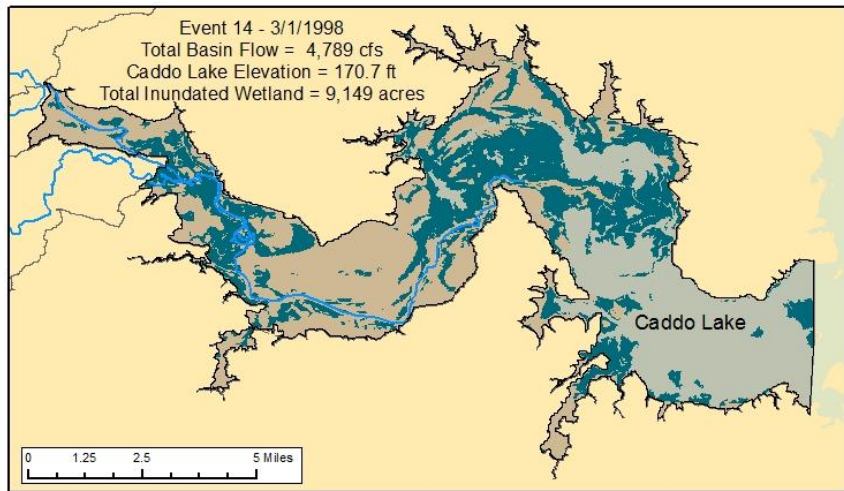 Event 14 - 3/1/1998
Total Basin Flow = 4,789 cfs
Caddo Lake Elevation = 170.7 ft
Total Inundated Wetland = 9,149 acres
Caddo Lake
0 1.25 2.5 5 Miles